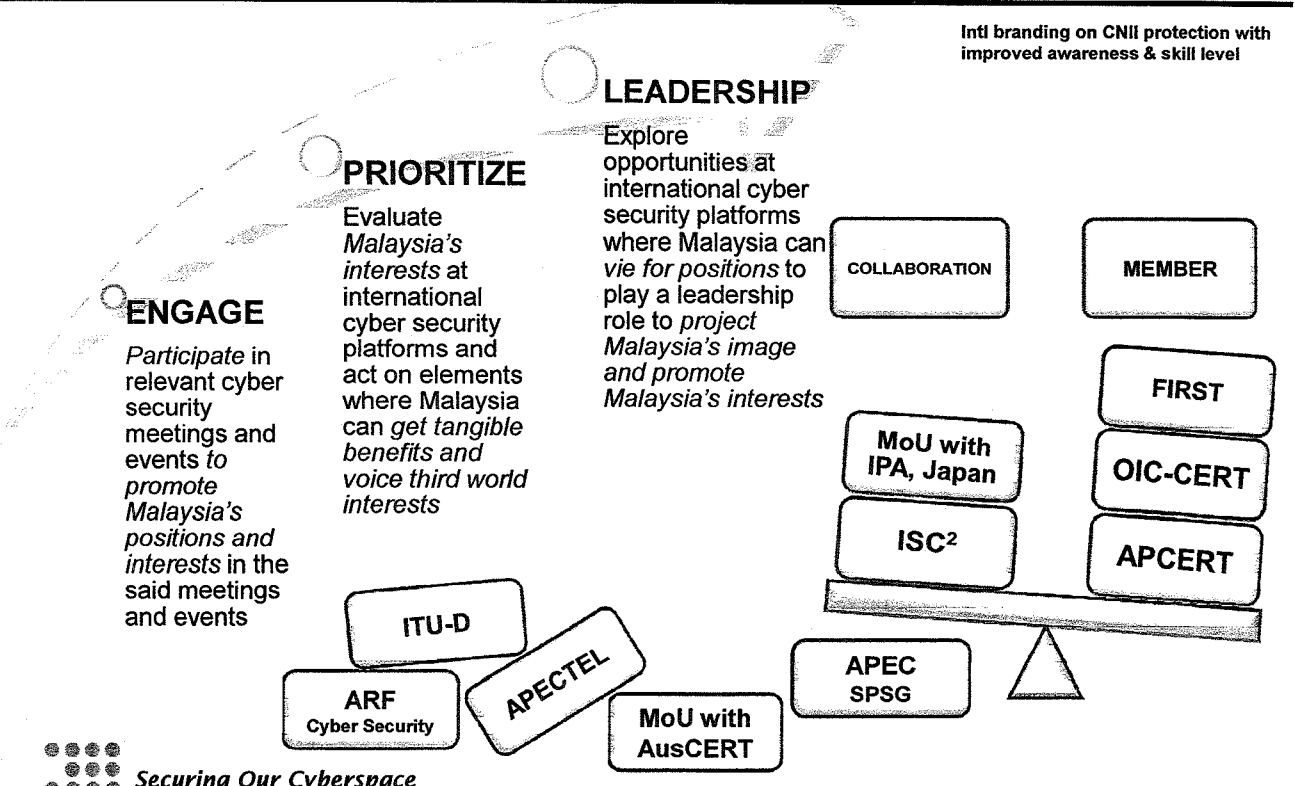 Intl branding on CNII protection with
improved awareness & skill level
LEADERSHIP
Explore
opportunities at
international cyber
security platforms
where Malaysia can
vie for positions to
play a leadership
role to project
Malaysia's image
and promote
Malaysia's interests
PRIORITIZE
Evaluate
Malaysia's
interests at
international
cyber security
platforms and
act on elements
where Malaysia
can get tangible
benefits and
voice third world
interests
ENGAGE
Participate in
relevant cyber
security
meetings and
events to
promote
Malaysia's
positions and
interests in the
said meetings
and events
COLLABORATION
MEMBER
FIRST
MoU with
IPA, Japan
OIC-CERT
ISC²
APCERT
ITU-D
APECTEL
ARF
Cyber Security
MoU with
AusCERT
APEC
SPSG
Securing Our Cyberspace